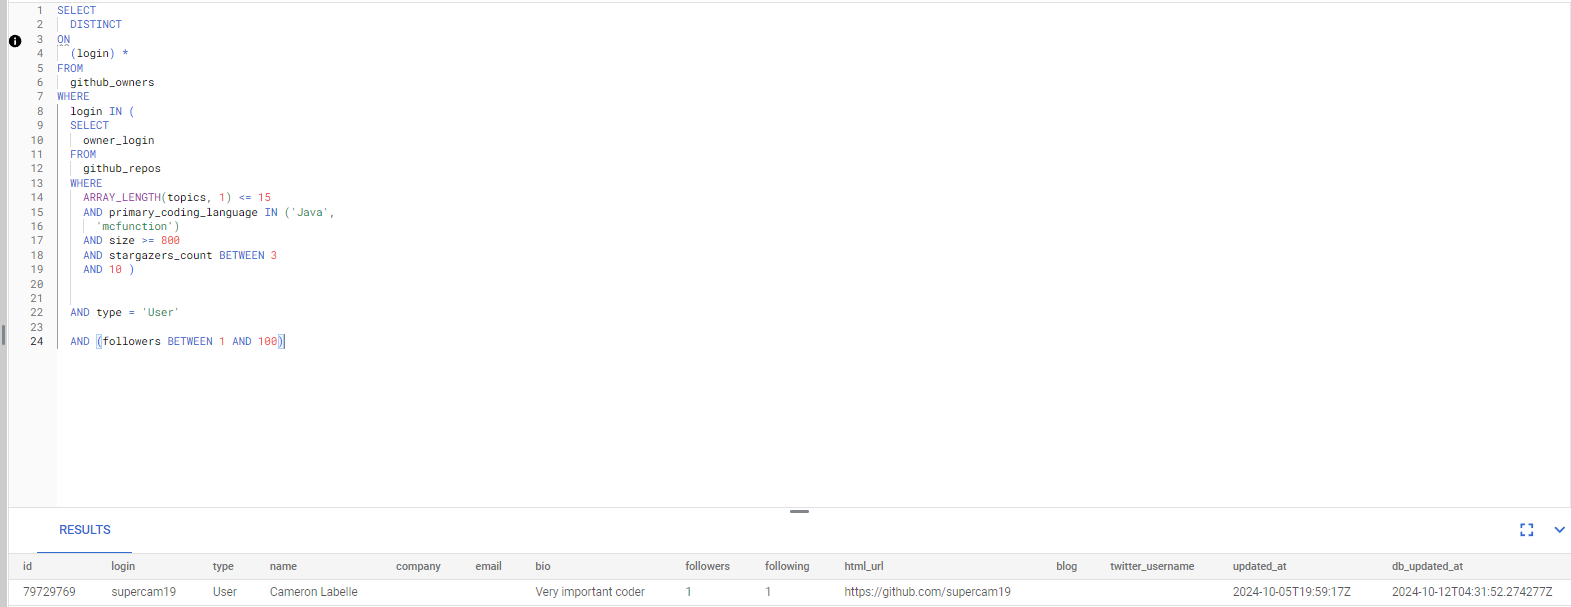 1 SELECT
2 DISTINCT
3 ON
4 (login) *
5 FROM
6 github_owners
7 WHERE
8 login IN (
9 SELECT
10 owner_login
11 FROM
12 github_repos
13 WHERE
14 ARRAY_LENGTH(topics, 1) <= 15
15 AND primary_coding_language IN ('Java',
16 'mcfunction')
17 AND size >= 800
18 AND stargazers_count BETWEEN 3
19 AND 10 )
20
21
22 AND type = 'User'
23
24 AND (followers BETWEEN 1 AND 100)
RESULTS
id login type name company email bio followers following html_url blog twitter_username updated_at db_updated_at
79729769 supercam19 User Cameron Labelle Very important coder 1 1 https://github.com/supercam19 2024-10-05T19:59:17Z 2024-10-12T04:31:52.274277Z